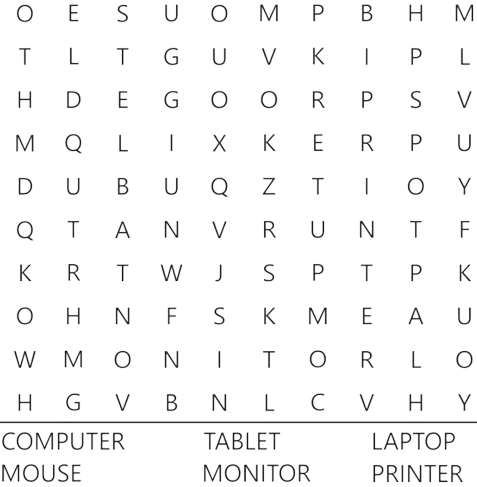 O E S U O M P B H M
T L T G U V K I P L
H D E G O O R P S V
M Q L I X K E R P U
D U B U Q Z T I O Y
Q T A N V R U N T F
K R T W J S P T P K
O H N F S K M E A U
W M O N I T O R L O
H G V B N L C V H Y
COMPUTER TABLET LAPTOP
MOUSE MONITOR PRINTER